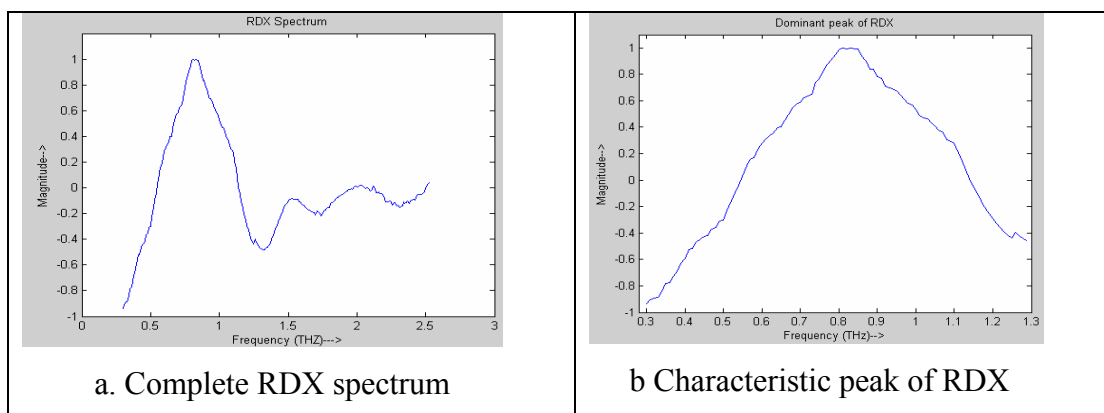 RDX Spectrum
1
0.8
0.6
0.4
0.2
0
-0.2
-0.4
-0.6
-0.8
-1
Magnitude-->
0 0.5 1 1.5 2 2.5 3
Frequency (THZ)--->
a. Complete RDX spectrum
Dominant peak of RDX
1
0.8
0.6
0.4
0.2
0
-0.2
-0.4
-0.6
-0.8
-1
Magnitude-->
0.3 0.4 0.5 0.6 0.7 0.8 0.9 1 1.1 1.2 1.3
Frequency (THz)--->
b Characteristic peak of RDX